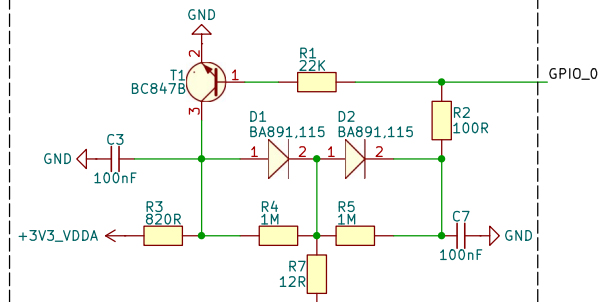 GND
2
R1
22K
GPIO_0
T1
BC847B
1
3
R2
100R
D1
BA891,115
D2
BA891,115
C3
GND
100nF
1
2
1
2
R3
820R
R4
1M
R5
1M
C7
GND
100nF
+3V3_VDDA
R7
12R